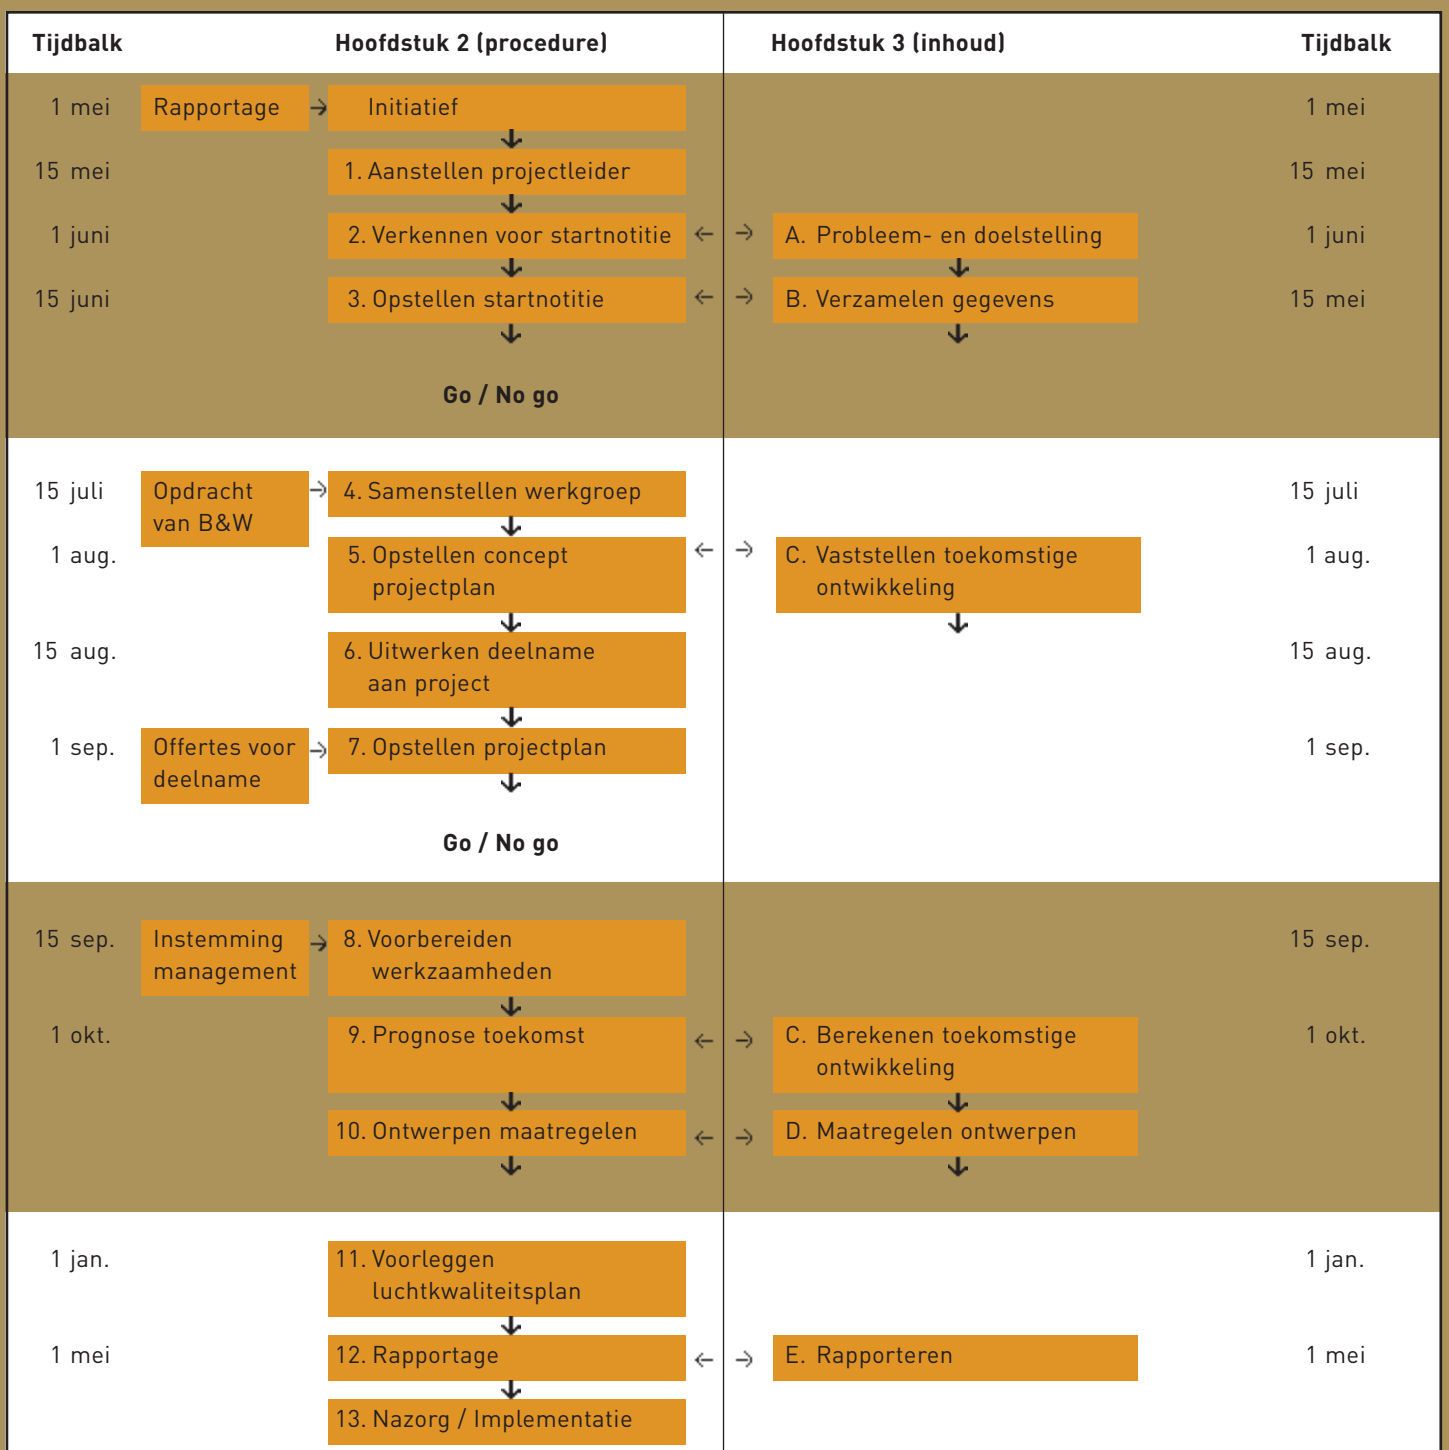 Tijdbalk Hoofdstuk 2 (procedure) Hoofdstuk 3 (inhoud) Tijdbalk
1 mei Rapportage Initiatief 1 mei
15 mei 1. Aanstellen projectleider 15 mei
1 juni 2. Verkennen voor startnotitie A. Probleem- en doelstelling 1 juni
15 juni 3. Opstellen startnotitie B. Verzamelen gegevens 15 mei
Go / No go
15 juli Opdracht 4. Samenstellen werkgroep 15 juli
van B&W
1 aug. 5. Opstellen concept C. Vaststellen toekomstige 1 aug.
projectplan ontwikkeling
15 aug. 6. Uitwerken deelname 15 aug.
aan project
1 sep. Offertes voor 7. Opstellen projectplan 1 sep.
deelname
Go / No go
15 sep. Instemming 8. Voorbereiden 15 sep.
management werkzaamheden
1 okt. 9. Prognose toekomst C. Berekenen toekomstige 1 okt.
ontwikkeling
10. Ontwerpen maatregelen D. Maatregelen ontwerpen
1 jan. 11. Voorleggen 1 jan.
luchtkwaliteitsplan
1 mei 12. Rapportage E. Rapporteren 1 mei
13. Nazorg / Implementatie